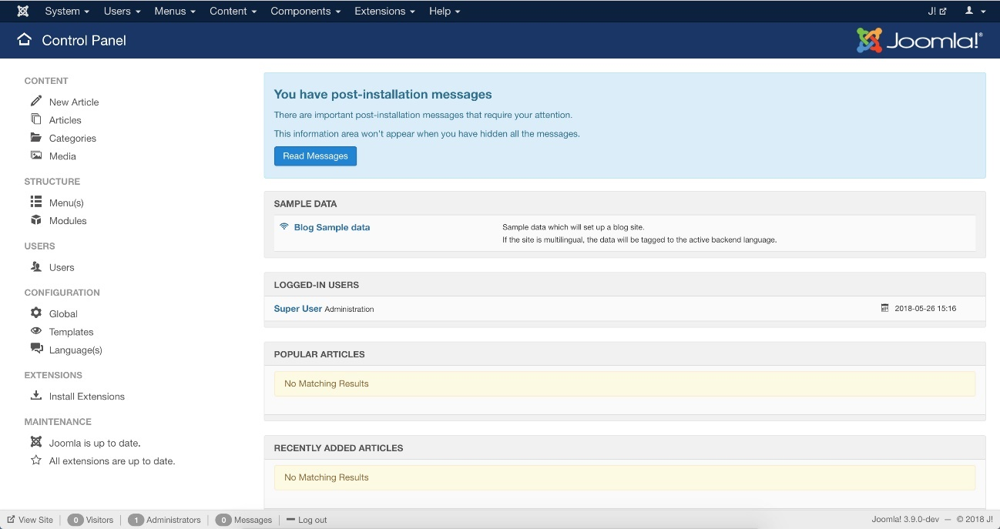 System Users Menus Content Components Extensions Help J!
Control Panel
Joomla!®
CONTENT
New Article
Articles
Categories
Media
STRUCTURE
Menu(s)
Modules
USERS
Users
CONFIGURATION
Global
Templates
Language(s)
EXTENSIONS
Install Extensions
MAINTENANCE
Joomla is up to date.
All extensions are up to date.
You have post-installation messages
There are important post-installation messages that require your attention.
This information area won't appear when you have hidden all the messages.
Read Messages
SAMPLE DATA
Blog Sample data
Sample data which will set up a blog site.
If the site is multilingual, the data will be tagged to the active backend language.
LOGGED-IN USERS
Super User Administration 2018-05-26 15:16
POPULAR ARTICLES
No Matching Results
RECENTLY ADDED ARTICLES
No Matching Results
View Site 0 Visitors 1 Administrators 0 Messages Log out Joomla! 3.9.0-dev — © 2018 J!